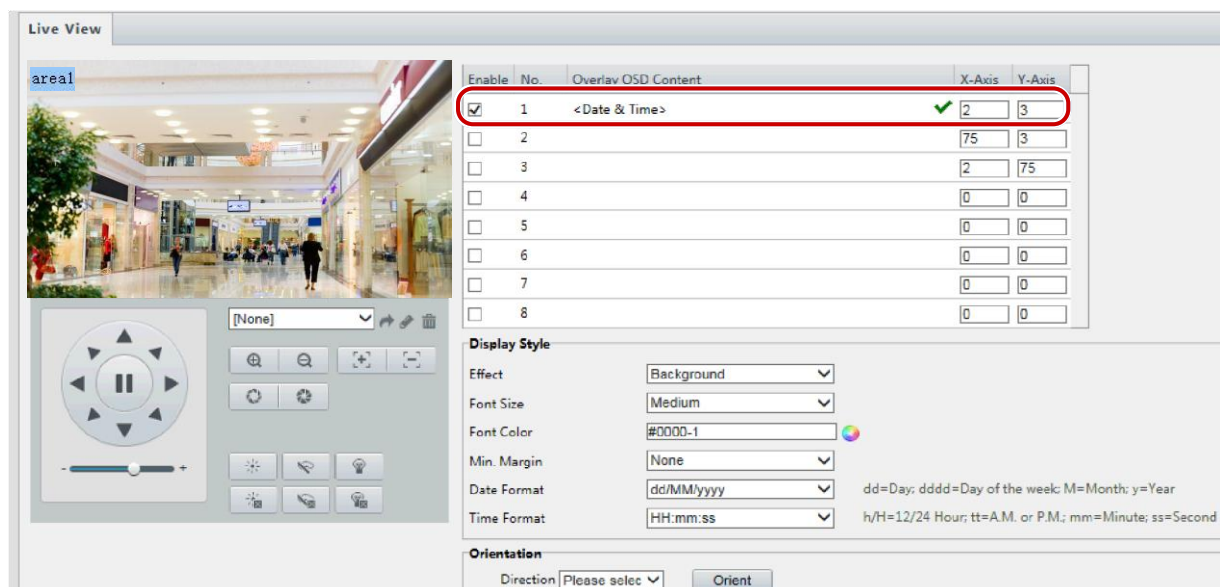 Live View
area1
Enable No. Overlay OSD Content X-Axis Y-Axis
1 <Date & Time> 2 3
2 75 3
3 2 75
4 0 0
5 0 0
6 0 0
7 0 0
8 0 0
[None]
- +
Display Style
Effect Background
Font Size Medium
Font Color #0000-1
Min. Margin None
Date Format dd/MM/yyyy dd=Day; dddd=Day of the week; M=Month; y=Year
Time Format HH:mm:ss h/H=12/24 Hour; tt=A.M. or P.M.; mm=Minute; ss=Second
Orientation
Direction Please selec Orient